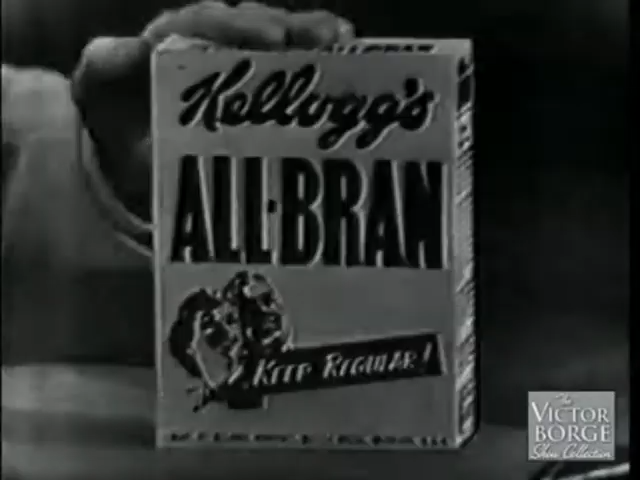 Kellogg's
ALL-BRAN
KEEP REGULAR!
The
VICTOR
BORGE
Show Collection